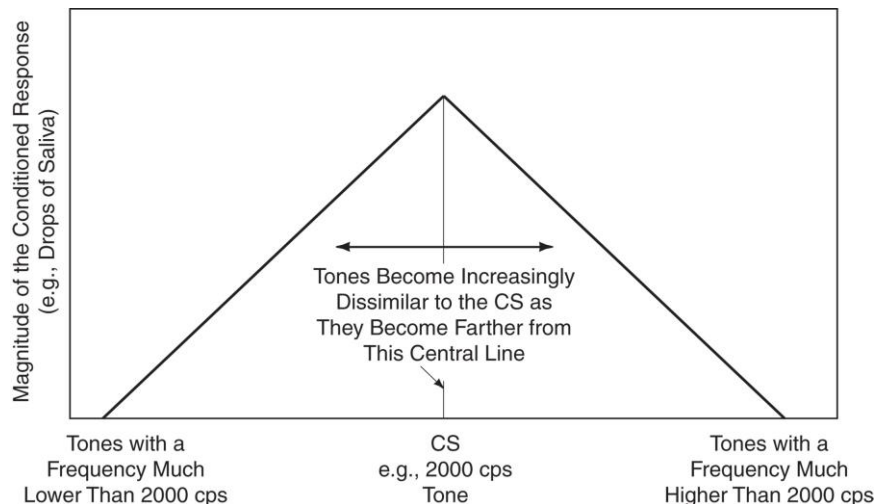 Magnitude of the Conditioned Response
(e.g., Drops of Saliva)
Tones Become Increasingly
Dissimilar to the CS as
They Become Farther from
This Central Line
Tones with a
Frequency Much
Lower Than 2000 cps
CS
e.g., 2000 cps
Tone
Tones with a
Frequency Much
Higher Than 2000 cps